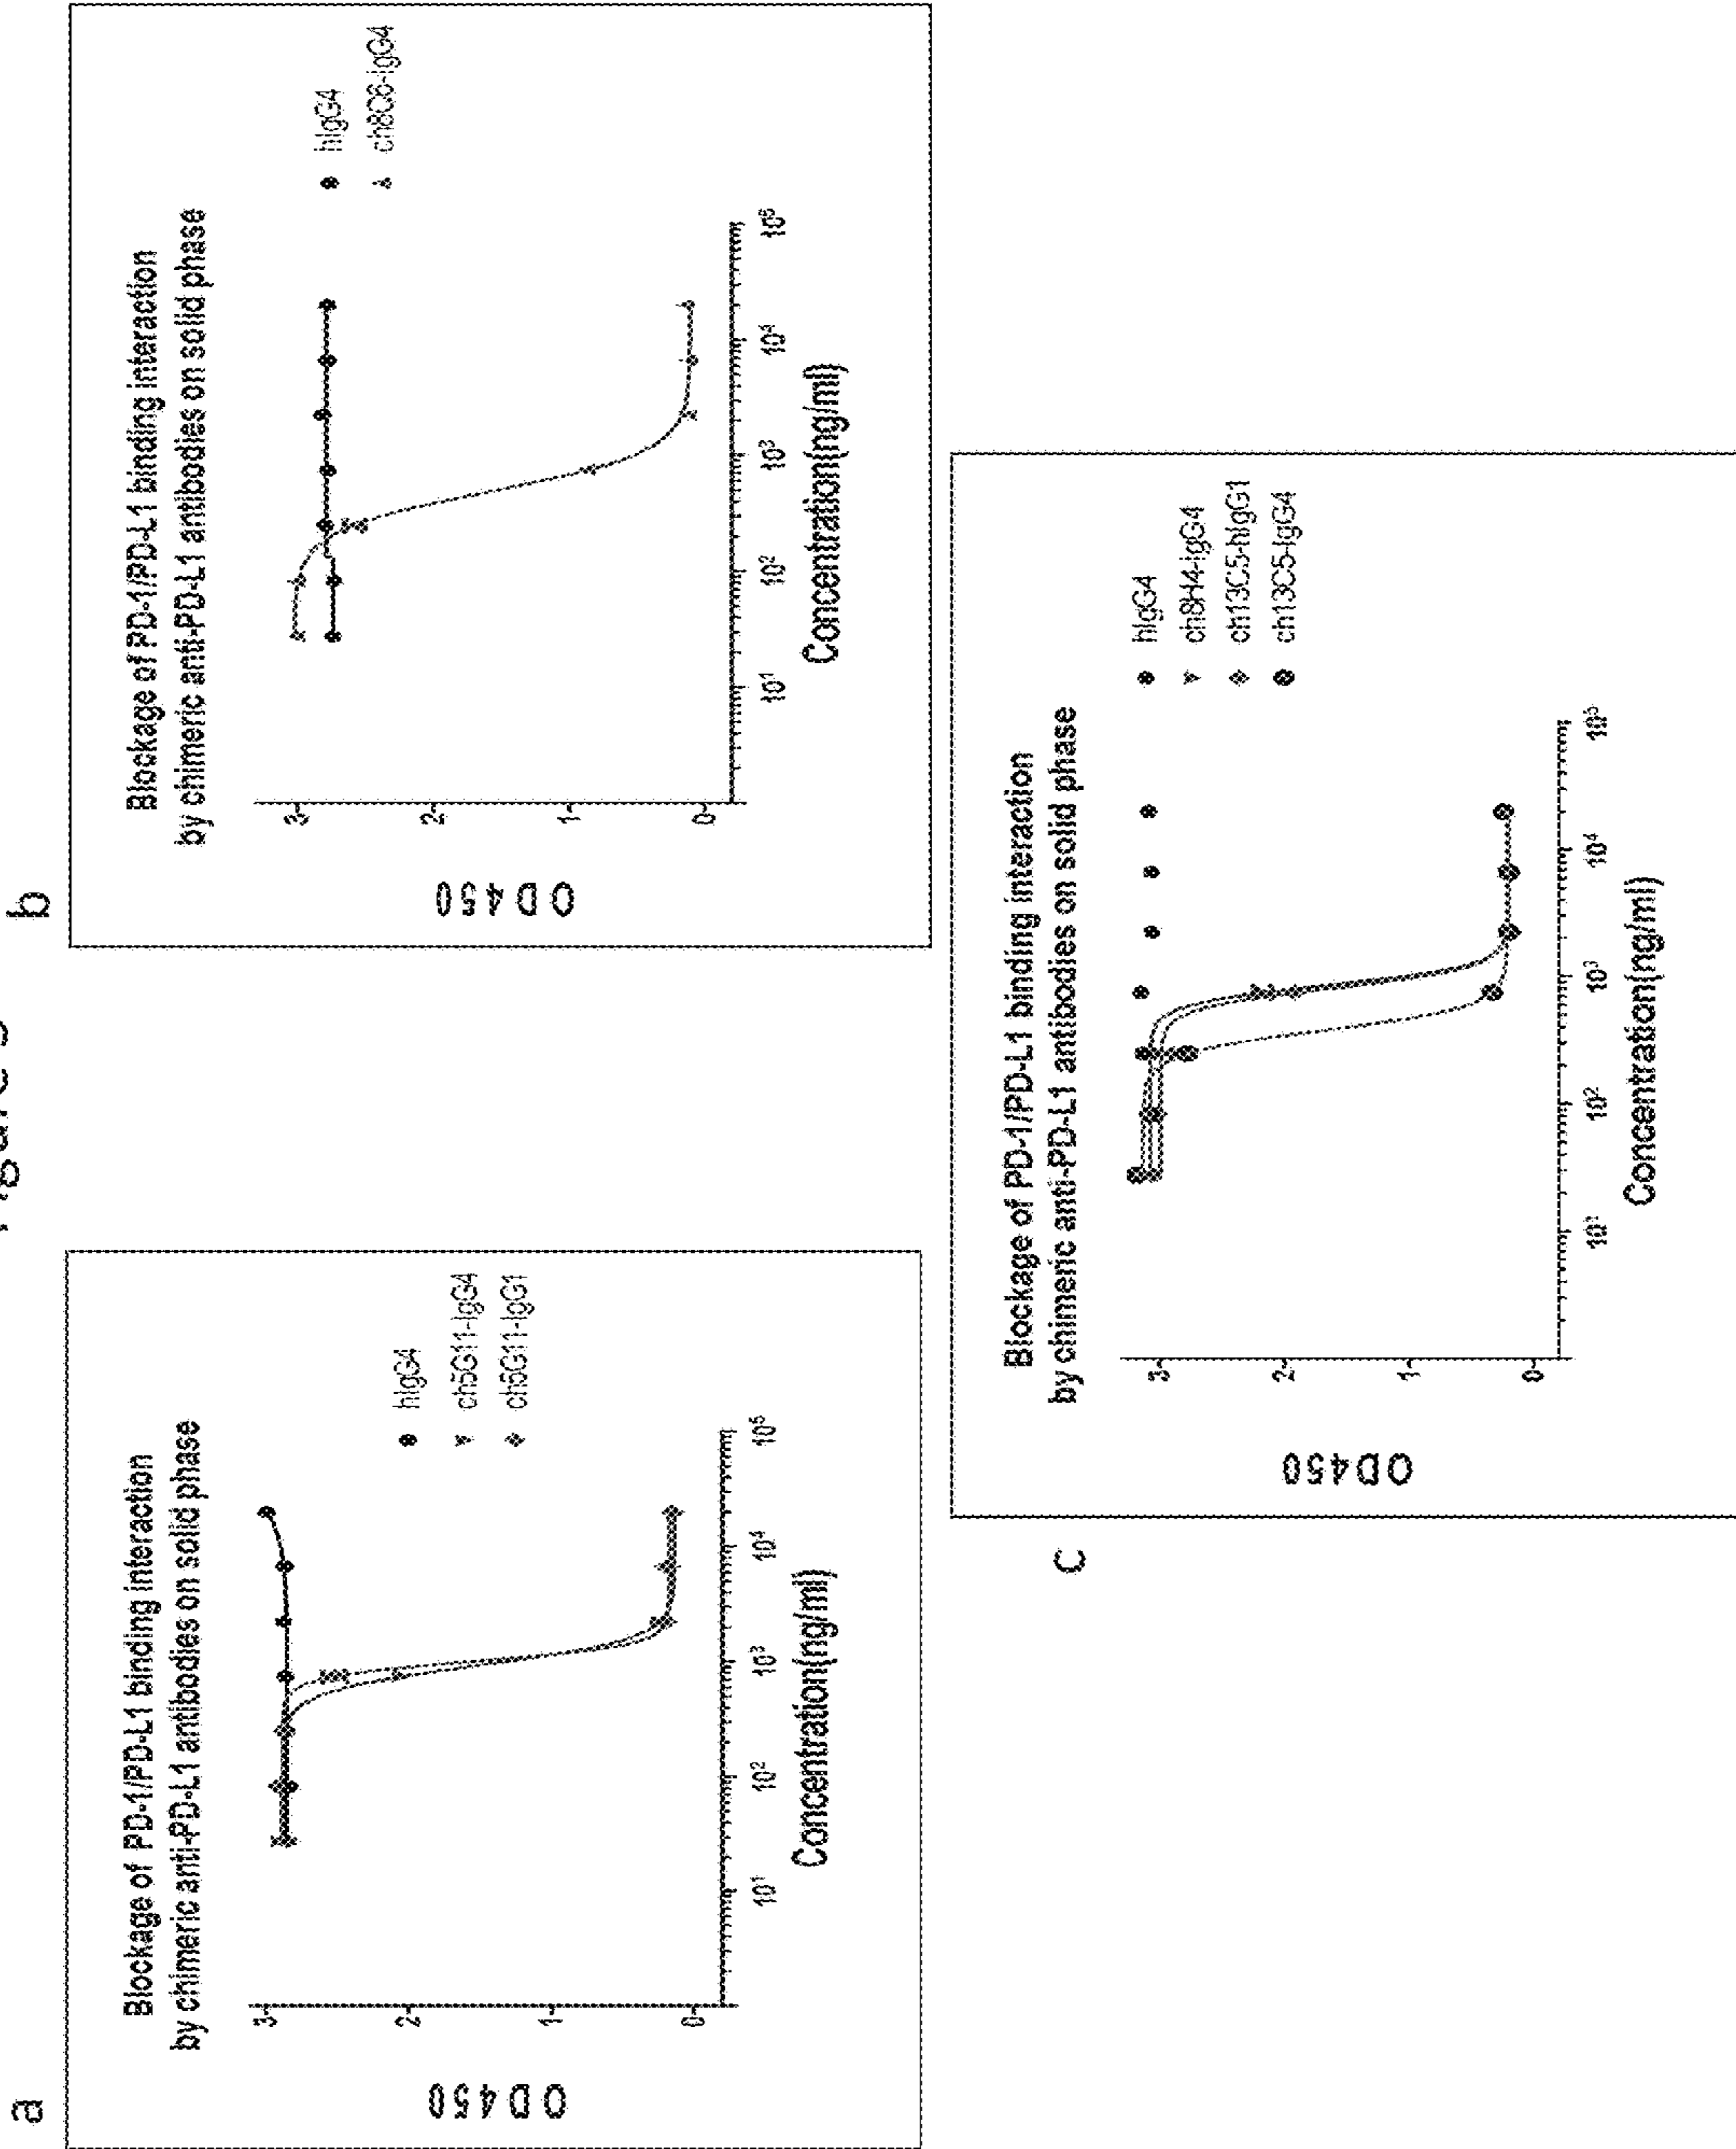 a
Blockage of PD-1/PD-L1 binding interaction
by chimeric anti-PD-L1 antibodies on solid phase
OD450
3
2
1
0
10¹ 10² 10³ 10⁴ 10⁵
Concentration(ng/ml)
hIgG4
ch5G11-IgG4
ch5G11-IgG1
b
Blockage of PD-1/PD-L1 binding interaction
by chimeric anti-PD-L1 antibodies on solid phase
OD450
3
2
1
0
10¹ 10² 10³ 10⁴ 10⁵
Concentration(ng/ml)
hIgG4
ch8C6-IgG4
c
Blockage of PD-1/PD-L1 binding interaction
by chimeric anti-PD-L1 antibodies on solid phase
OD450
3
2
1
0
10¹ 10² 10³ 10⁴ 10⁵
Concentration(ng/ml)
hIgG4
ch8H4-IgG4
ch13C5-hIgG1
ch13C5-IgG4